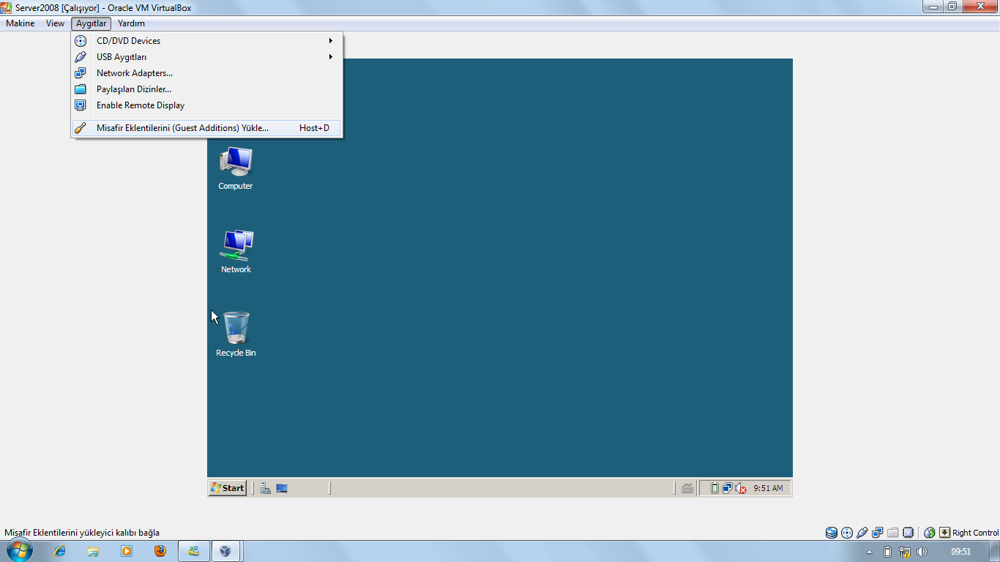 Server2008 [Çalışıyor] - Oracle VM VirtualBox
Makine View Aygıtlar Yardım
CD/DVD Devices
USB Aygıtları
Network Adapters...
Paylaşılan Dizinler...
Enable Remote Display
Misafir Eklentilerini (Guest Additions) Yükle... Host+D
Computer
Network
Recycle Bin
Start 9:51 AM
Misafir Eklentilerini yükleyici kalıbı bağla Right Control
09:51